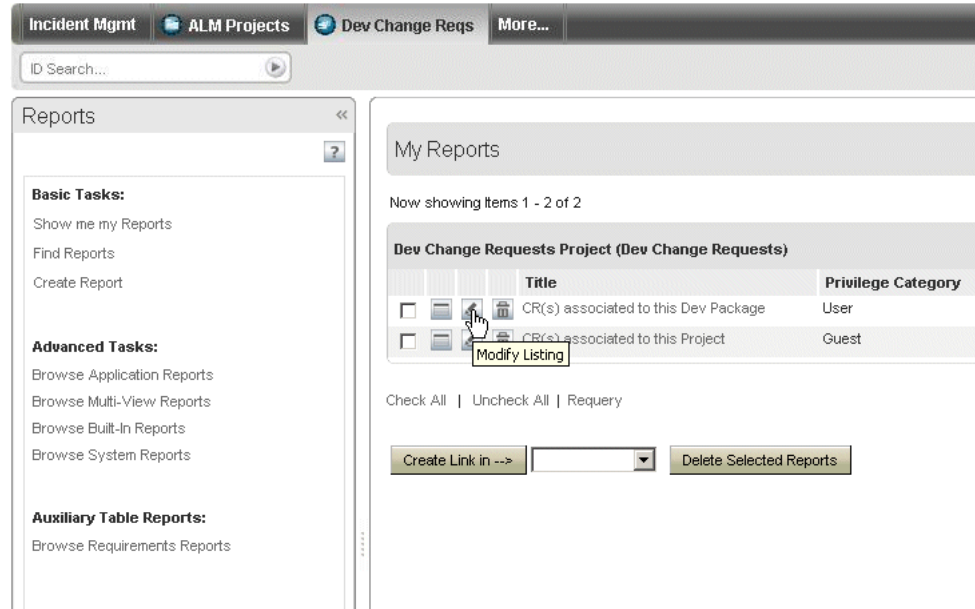 Incident Mgmt ALM Projects Dev Change Reqs More...
ID Search...
Reports «
?
Basic Tasks:
Show me my Reports
Find Reports
Create Report
Advanced Tasks:
Browse Application Reports
Browse Multi-View Reports
Browse Built-In Reports
Browse System Reports
Auxiliary Table Reports:
Browse Requirements Reports
My Reports
Now showing Items 1 - 2 of 2
Dev Change Requests Project (Dev Change Requests)
Title Privilege Category
CR(s) associated to this Dev Package User
CR(s) associated to this Project Guest
Modify Listing
Check All | Uncheck All | Requery
Create Link in --> Delete Selected Reports